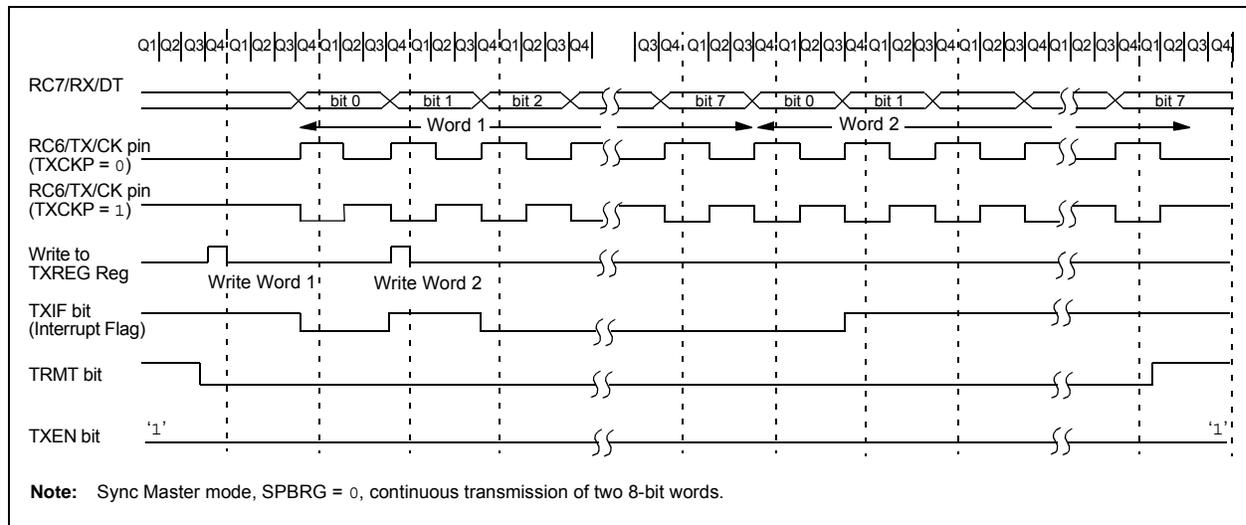 Q1 Q2 Q3 Q4 Q1 Q2 Q3 Q4 Q1 Q2 Q3 Q4 Q1 Q2 Q3 Q4 Q1 Q2 Q3 Q4 Q3 Q4 Q1 Q2 Q3 Q4 Q1 Q2 Q3 Q4 Q1 Q2 Q3 Q4 Q1 Q2 Q3 Q4 Q1 Q2 Q3 Q4 Q1 Q2 Q3 Q4
RC7/RX/DT
bit 0 bit 1 bit 2 bit 7 bit 0 bit 1 bit 7
Word 1 Word 2
RC6/TX/CK pin
(TXCKP = 0)
RC6/TX/CK pin
(TXCKP = 1)
Write to
TXREG Reg
Write Word 1 Write Word 2
TXIF bit
(Interrupt Flag)
TRMT bit
TXEN bit
‘1’ ‘1’
Note: Sync Master mode, SPBRG = 0, continuous transmission of two 8-bit words.